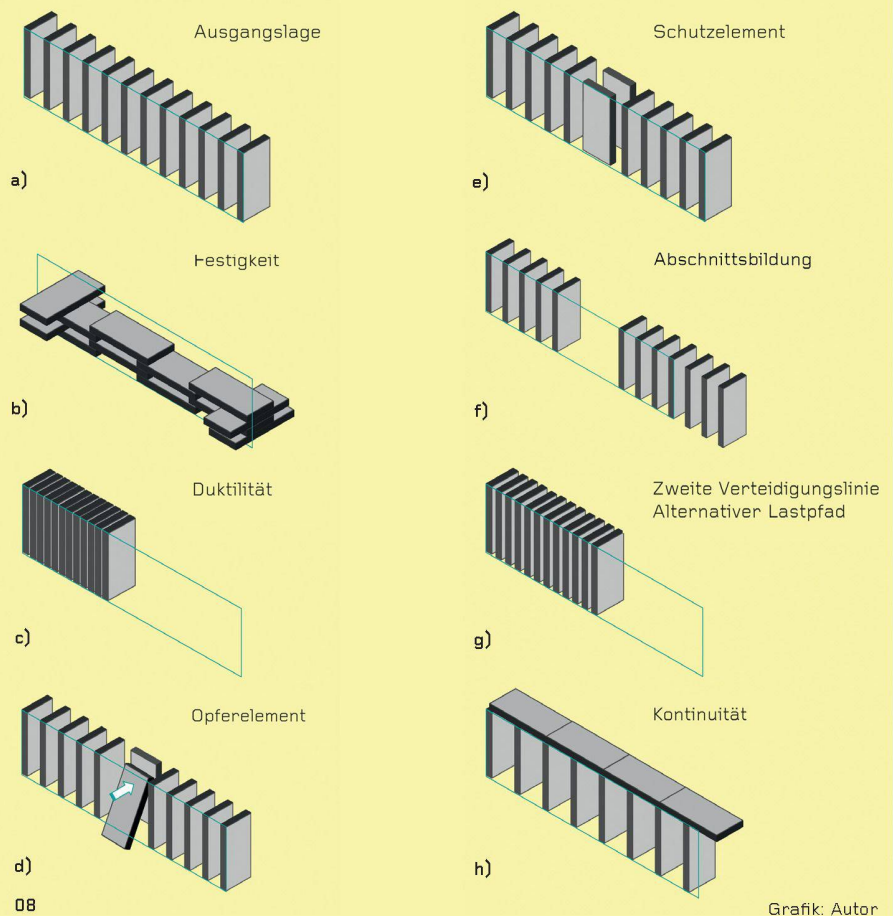 Ausgangslage
a)
Festigkeit
b)
Duktilität
c)
Opferelement
d)
08
Schutzelement
e)
Abschnittsbildung
f)
Zweite Verteidigungslinie
Alternativer Lastpfad
g)
Kontinuität
h)
Grafik: Autor